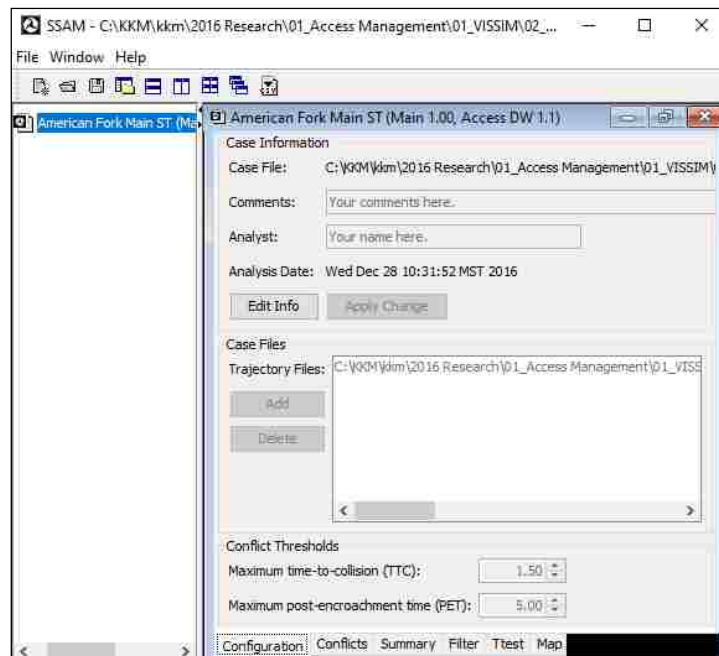 SSAM - C:\KKM\kkm\2016 Research\01_Access Management\01_VISSIM\02_...
File Window Help
American Fork Main ST (Ma
American Fork Main ST (Main 1.00, Access DW 1.1)
Case Information
Case File: C:\KKM\kkm\2016 Research\01_Access Management\01_VISSIM\
Comments: Your comments here.
Analyst: Your name here.
Analysis Date: Wed Dec 28 10:31:52 MST 2016
Edit Info Apply Change
Case Files
Trajectory Files: C:\KKM\kkm\2016 Research\01_Access Management\01_VISS
Add
Delete
Conflict Thresholds
Maximum time-to-collision (TTC): 1.50
Maximum post-encroachment time (PET): 5.00
Configuration Conflicts Summary Filter Ttest Map